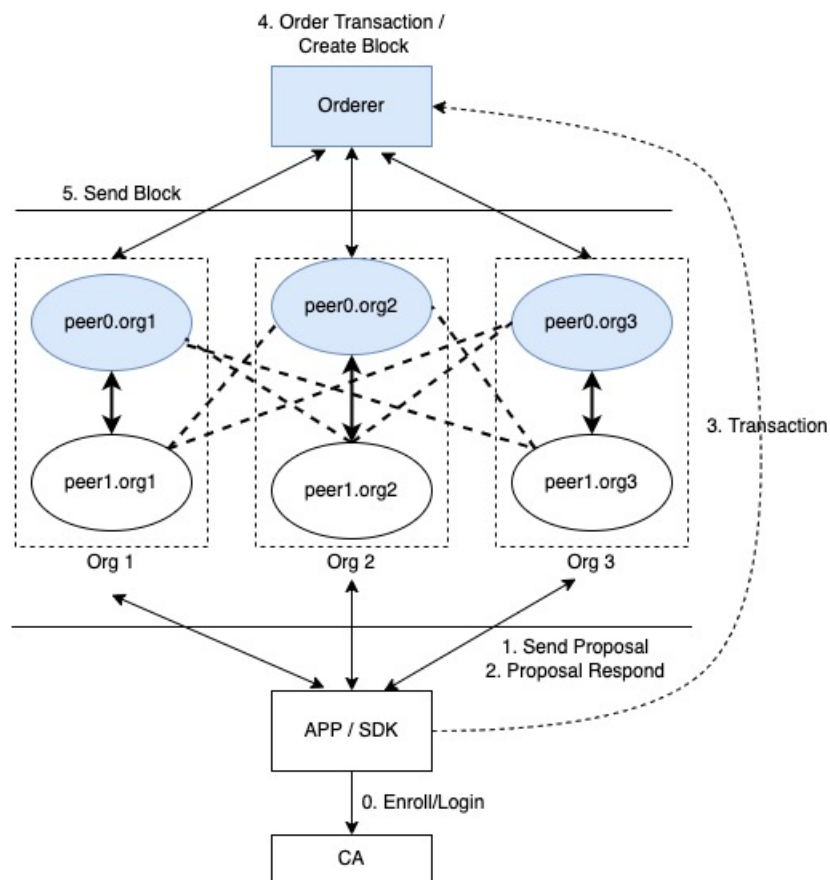 4. Order Transaction /
Create Block
Orderer
5. Send Block
peer0.org1
peer0.org2
peer0.org3
3. Transaction
peer1.org1
peer1.org2
peer1.org3
Org 1
Org 2
Org 3
1. Send Proposal
2. Proposal Respond
APP / SDK
0. Enroll/Login
CA